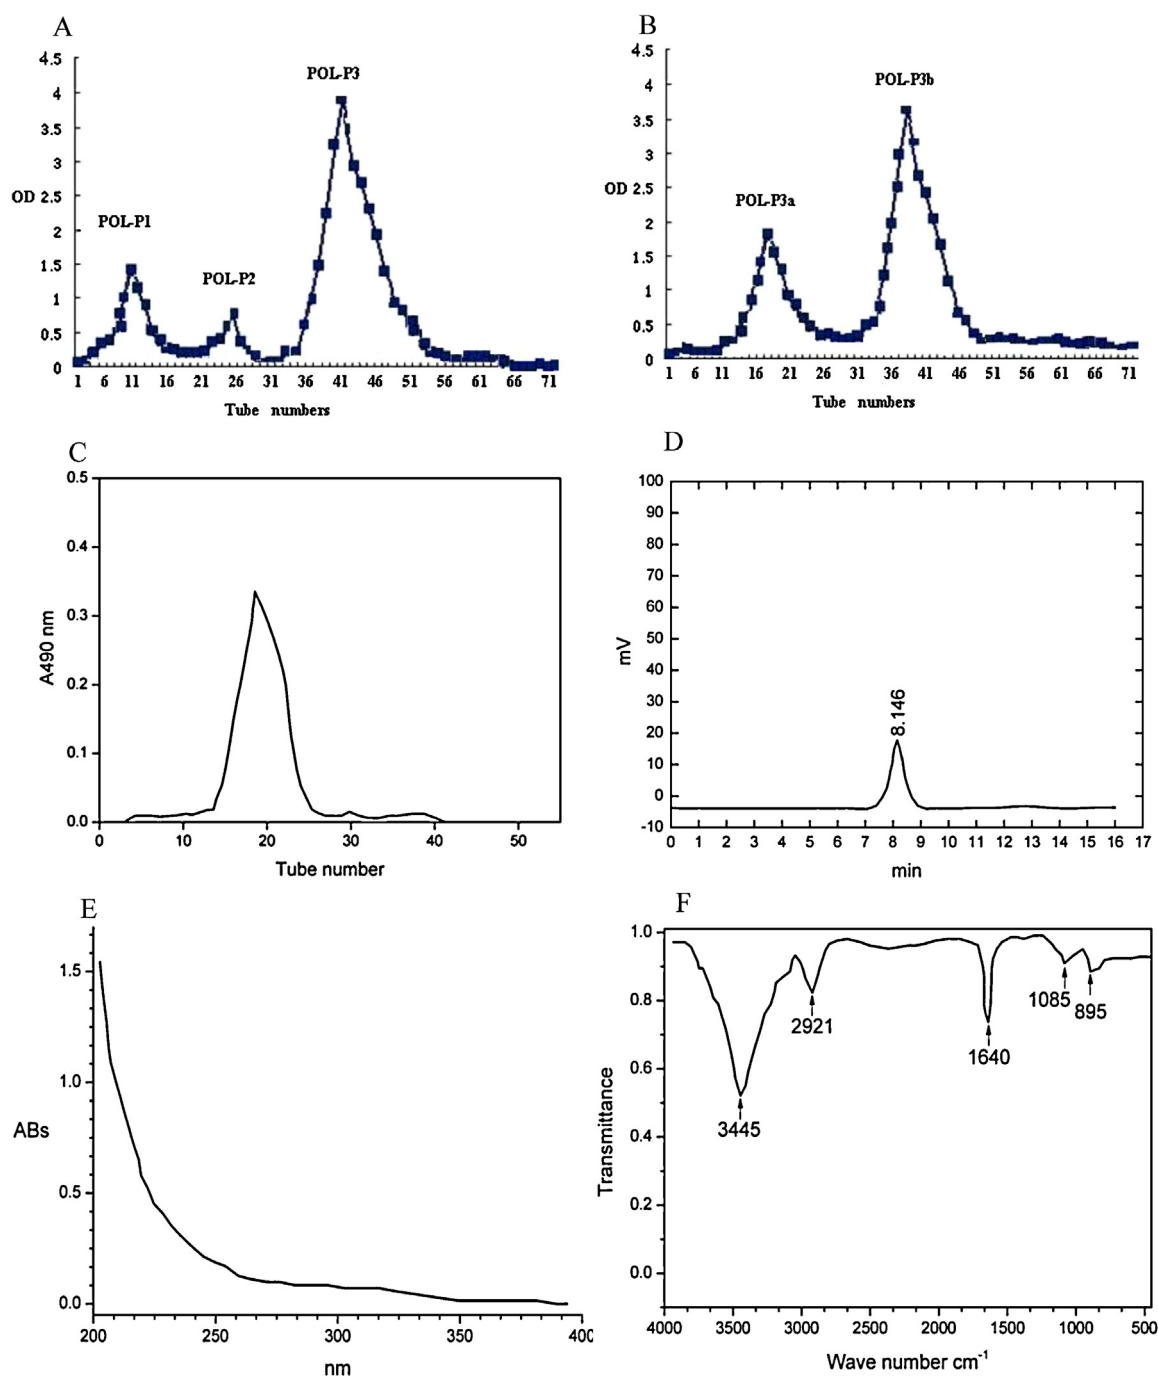 A
4.5
4
3.5
3
OD 2.5
2
1.5
1
0.5
0
POL-P1
POL-P2
POL-P3
1 6 11 16 21 26 31 36 41 46 51 56 61 66 71
Tube numbers
B
4.5
4
3.5
3
OD 2.5
2
1.5
1
0.5
0
POL-P3a
POL-P3b
1 6 11 16 21 26 31 36 41 46 51 56 61 66 71
Tube numbers
C
0.5
0.4
0.3
0.2
0.1
0.0
A490 nm
0 10 20 30 40 50
Tube number
D
100
90
80
70
60
50
40
30
20
10
0
-10
mV
8.146
0 1 2 3 4 5 6 7 8 9 10 11 12 13 14 15 16 17
min
E
1.5
1.0
ABs
0.5
0.0
200 250 300 350 400
nm
F
1.0
0.8
0.6
0.4
0.2
0.0
Transmittance
3445
2921
1640
1085
895
4000 3500 3000 2500 2000 1500 1000 500
Wave number cm-1